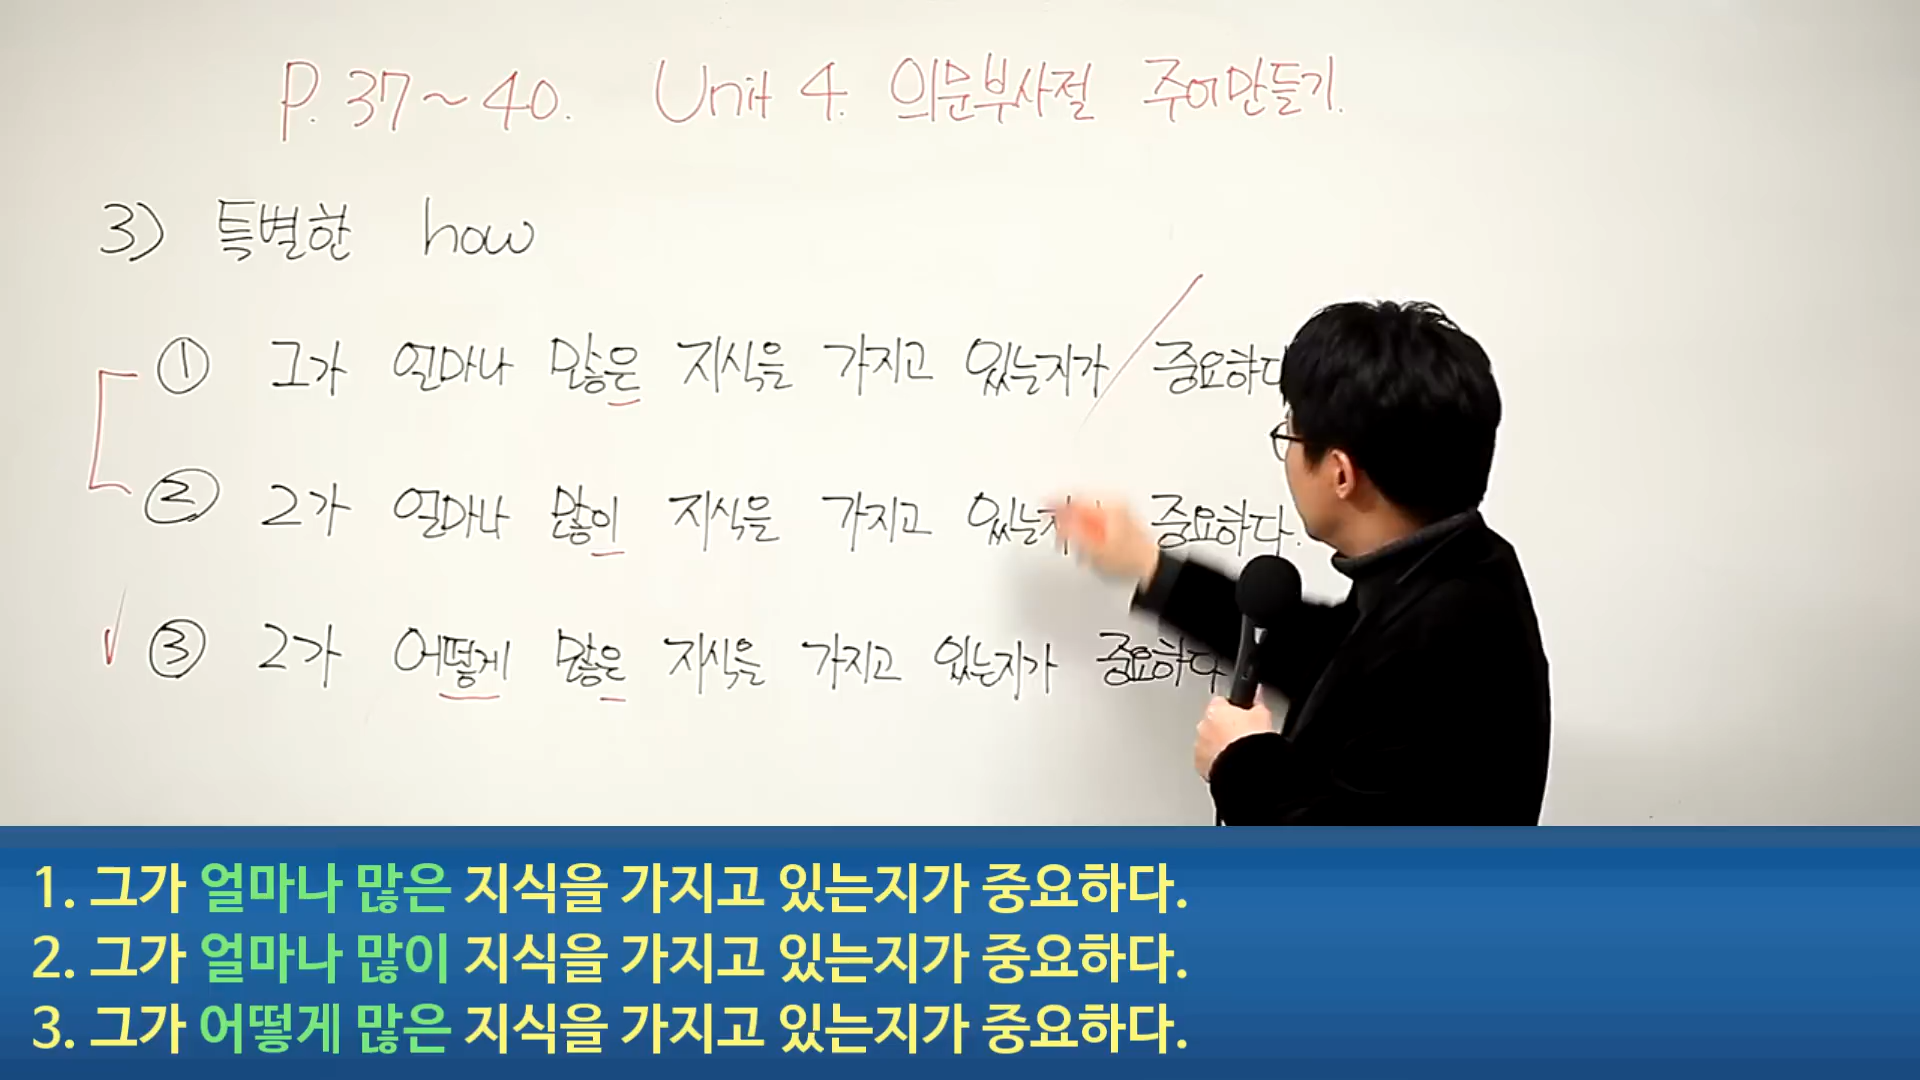 P. 37~40. Unit 4. 의문부사절 주어만들기.
3) 특별한 how
① 그가 얼마나 많은 지식을 가지고 있는지가 / 중요하다
② 그가 얼마나 많이 지식을 가지고 있는지 중요하다.
✓ ③ 그가 어떻게 많은 지식을 가지고 있는지가 중요하다
1. 그가 얼마나 많은 지식을 가지고 있는지가 중요하다.
2. 그가 얼마나 많이 지식을 가지고 있는지가 중요하다.
3. 그가 어떻게 많은 지식을 가지고 있는지가 중요하다.